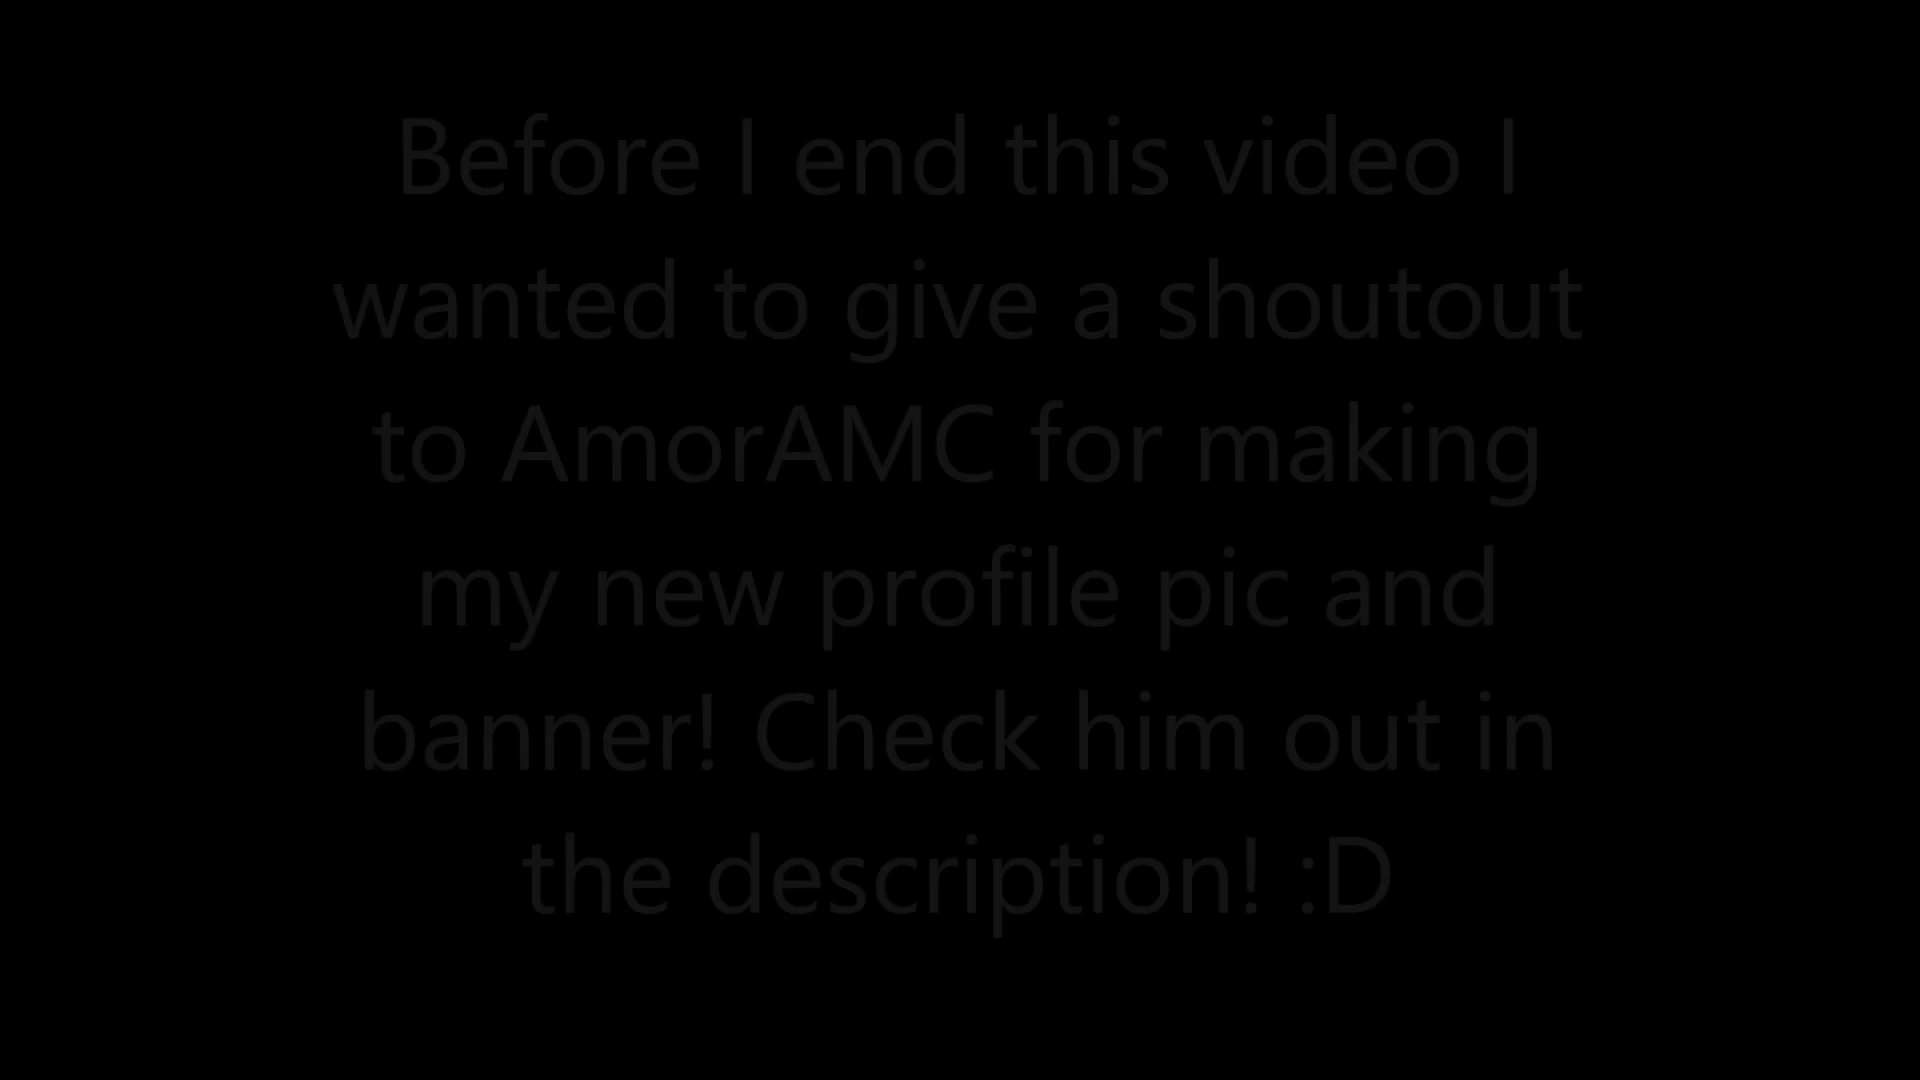 Before I end this video I
wanted to give a shoutout
to AmorAMC for making
my new profile pic and
banner! Check him out in
the description! :D